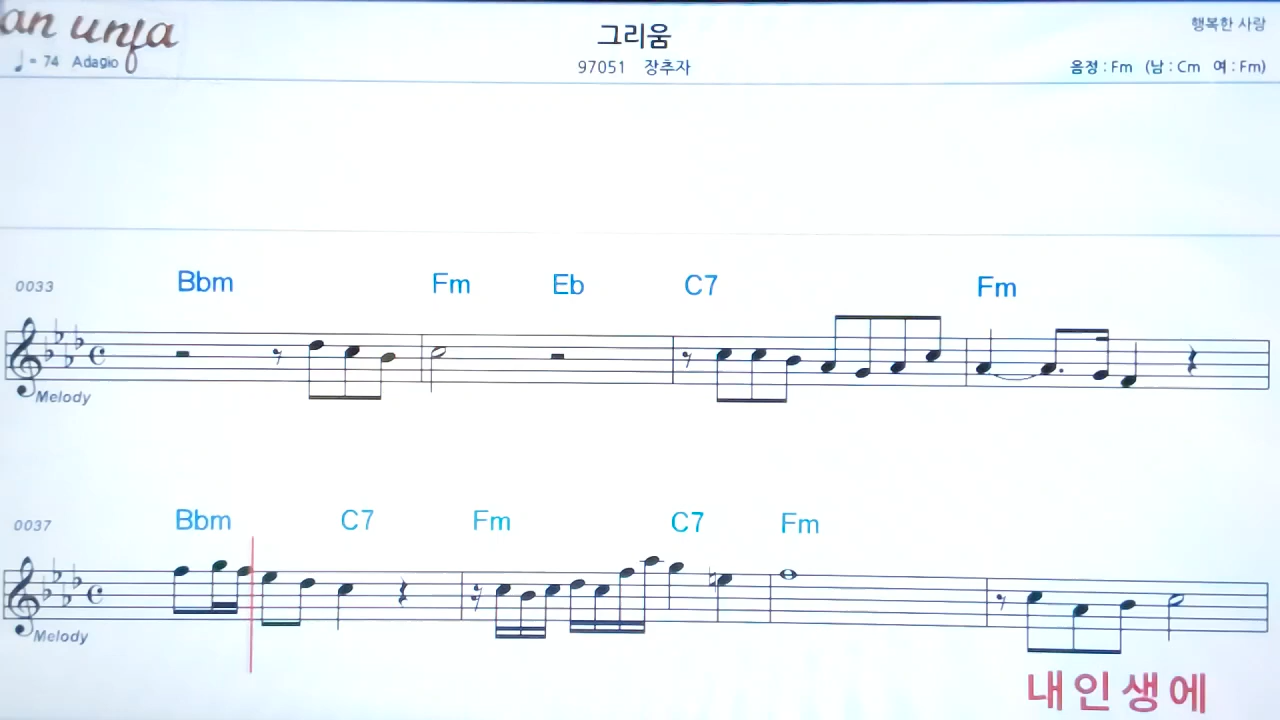 an unfa
♩= 74 Adagio
그리움
97051 장추자
행복한 사랑
음정 : Fm (남 : Cm 여 : Fm)
0033 Bbm Fm Eb C7 Fm
Melody
0037 Bbm C7 Fm C7 Fm
Melody
내 인 생 에